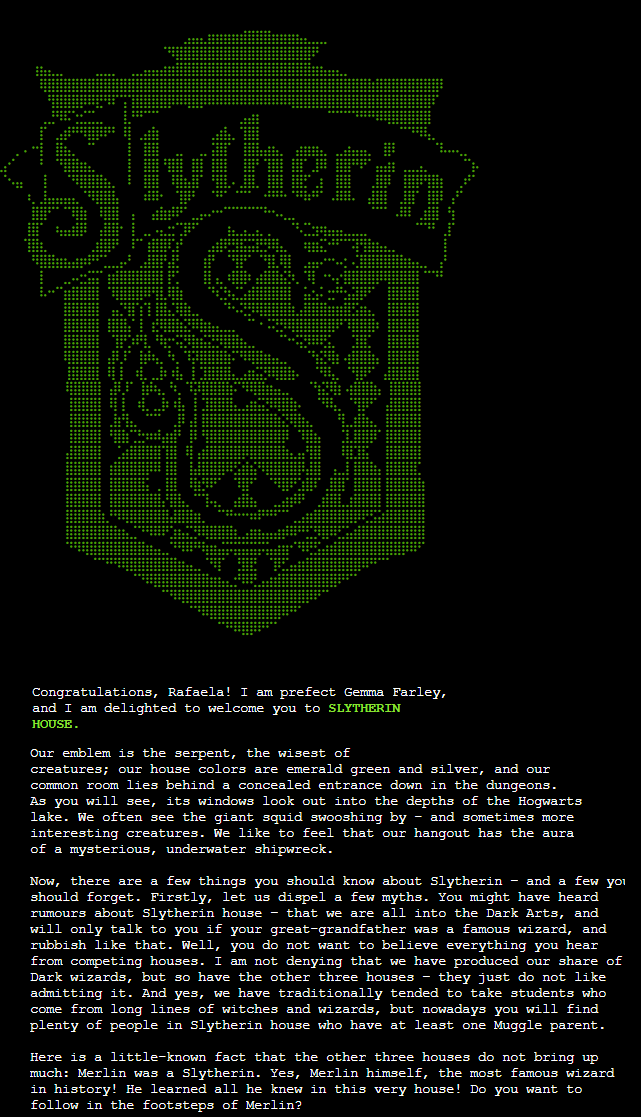 Slytherin
Congratulations, Rafaela! I am prefect Gemma Farley,
and I am delighted to welcome you to SLYTHERIN
HOUSE.
Our emblem is the serpent, the wisest of
creatures; our house colors are emerald green and silver, and our
common room lies behind a concealed entrance down in the dungeons.
As you will see, its windows look out into the depths of the Hogwarts
lake. We often see the giant squid swooshing by – and sometimes more
interesting creatures. We like to feel that our hangout has the aura
of a mysterious, underwater shipwreck.
Now, there are a few things you should know about Slytherin – and a few you
should forget. Firstly, let us dispel a few myths. You might have heard
rumours about Slytherin house – that we are all into the Dark Arts, and
will only talk to you if your great-grandfather was a famous wizard, and
rubbish like that. Well, you do not want to believe everything you hear
from competing houses. I am not denying that we have produced our share of
Dark wizards, but so have the other three houses – they just do not like
admitting it. And yes, we have traditionally tended to take students who
come from long lines of witches and wizards, but nowadays you will find
plenty of people in Slytherin house who have at least one Muggle parent.
Here is a little-known fact that the other three houses do not bring up
much: Merlin was a Slytherin. Yes, Merlin himself, the most famous wizard
in history! He learned all he knew in this very house! Do you want to
follow in the footsteps of Merlin?